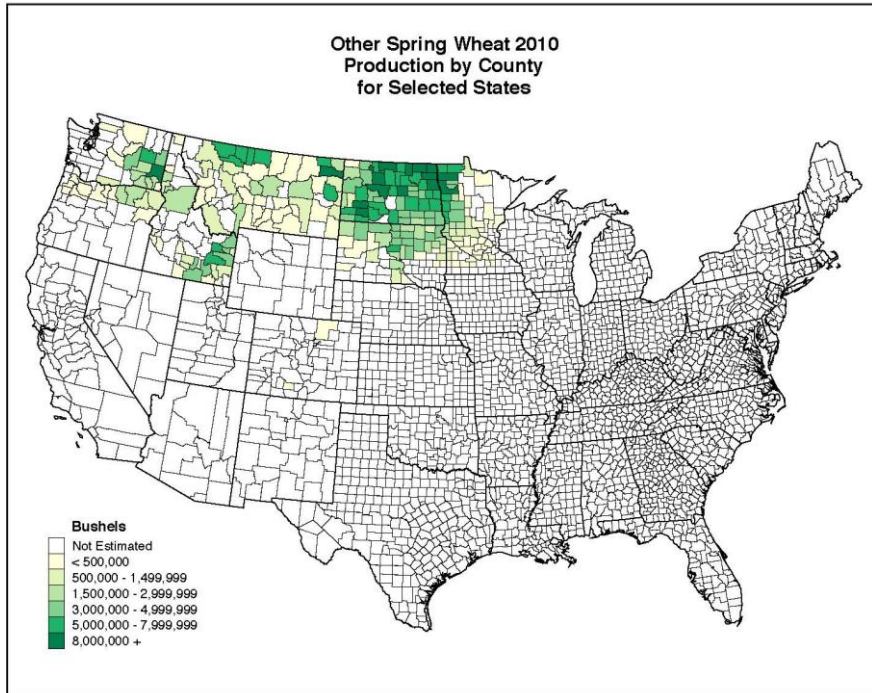 Other Spring Wheat 2010
Production by County
for Selected States
Bushels
Not Estimated
< 500,000
500,000 - 1,499,999
1,500,000 - 2,999,999
3,000,000 - 4,999,999
5,000,000 - 7,999,999
8,000,000 +